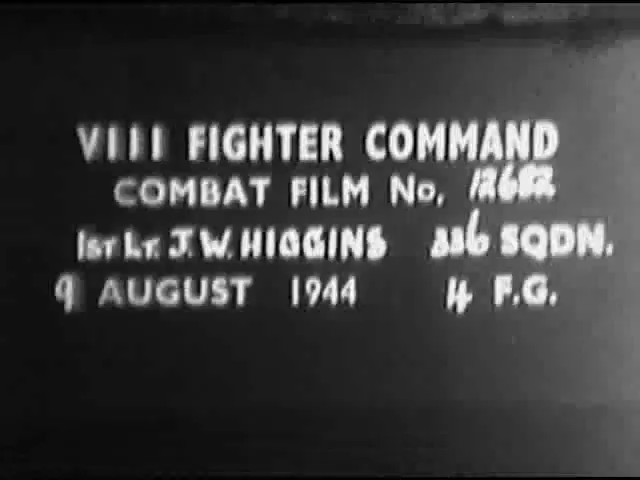 VIII FIGHTER COMMAND
COMBAT FILM No. 12682
1ST LT. J.W. HIGGINS 336 SQDN.
9 AUGUST 1944 4 F.G.